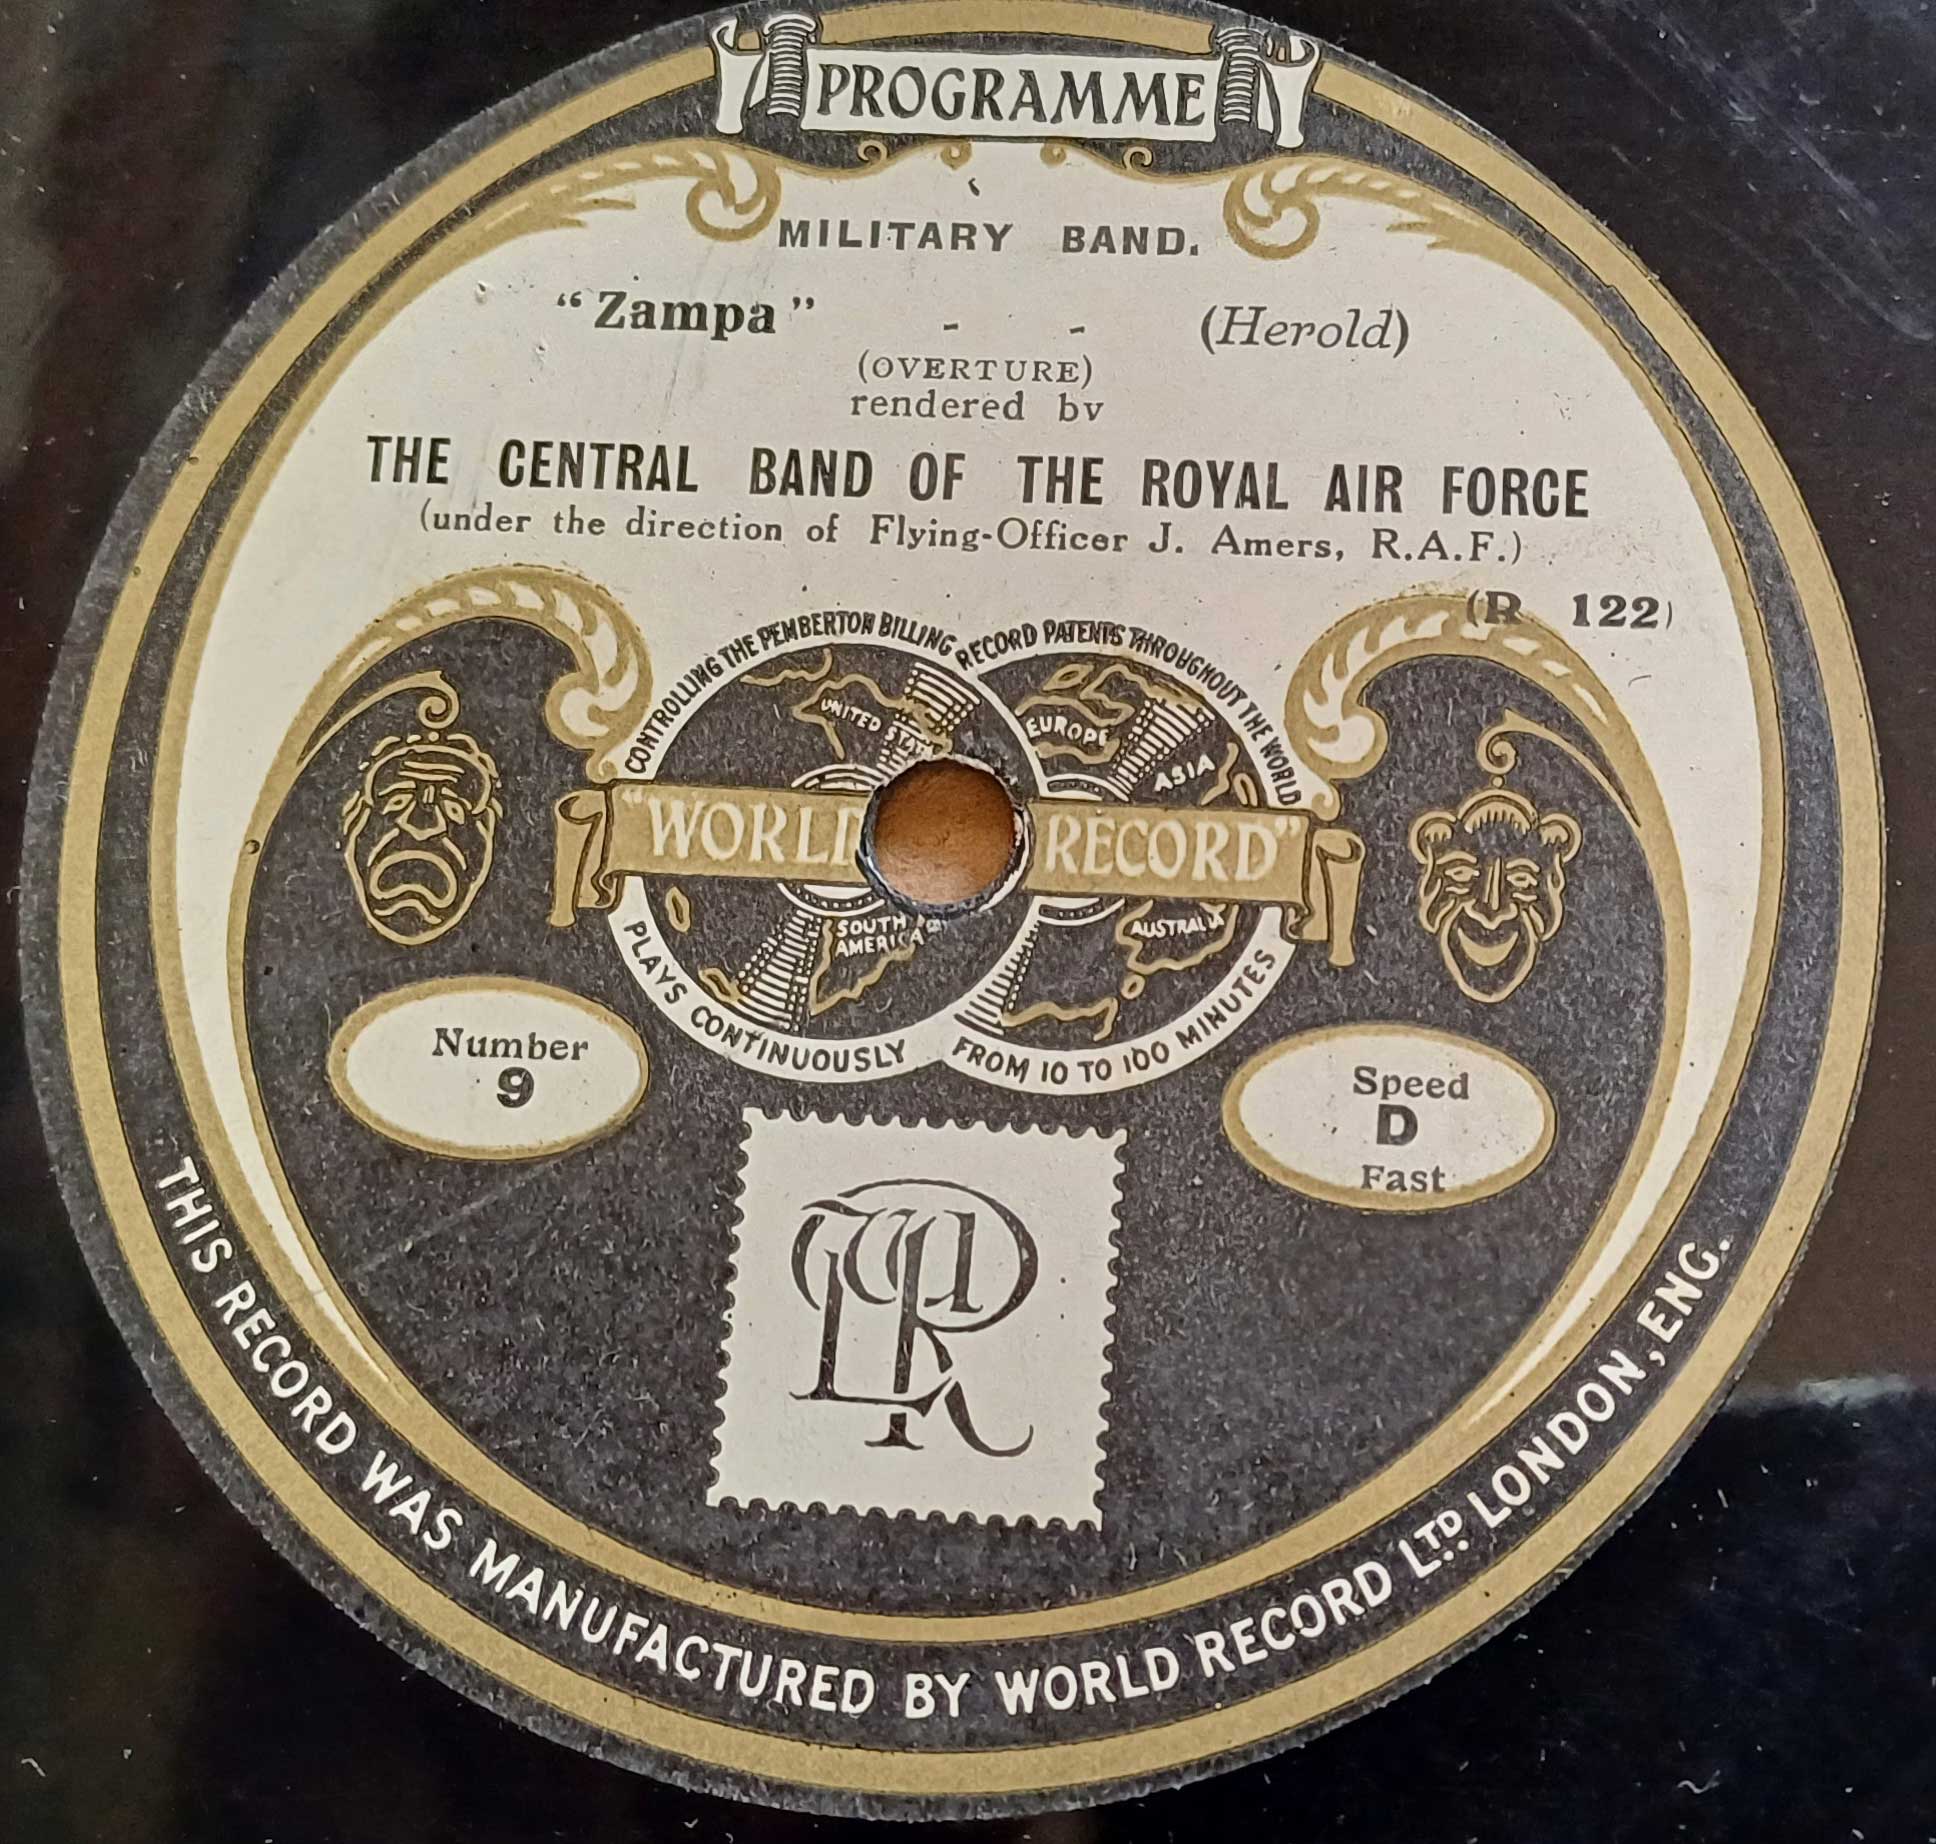 PROGRAMME
MILITARY BAND.
"Zampa" - - (Herold)
(OVERTURE)
rendered by
THE CENTRAL BAND OF THE ROYAL AIR FORCE
(under the direction of Flying-Officer J. Amers, R.A.F.)
(R 122)
CONTROLLING THE PEMBERTON BILLING RECORD PATENTS THROUGHOUT THE WORLD
UNITED
EUROPE
ASIA
"WORLD RECORD"
SOUTH
AMERICA
AUSTRALIA
PLAYS CONTINUOUSLY FROM 10 TO 100 MINUTES
Number
9
Speed
D
Fast
WRL
THIS RECORD WAS MANUFACTURED BY WORLD RECORD LTD. LONDON, ENG.